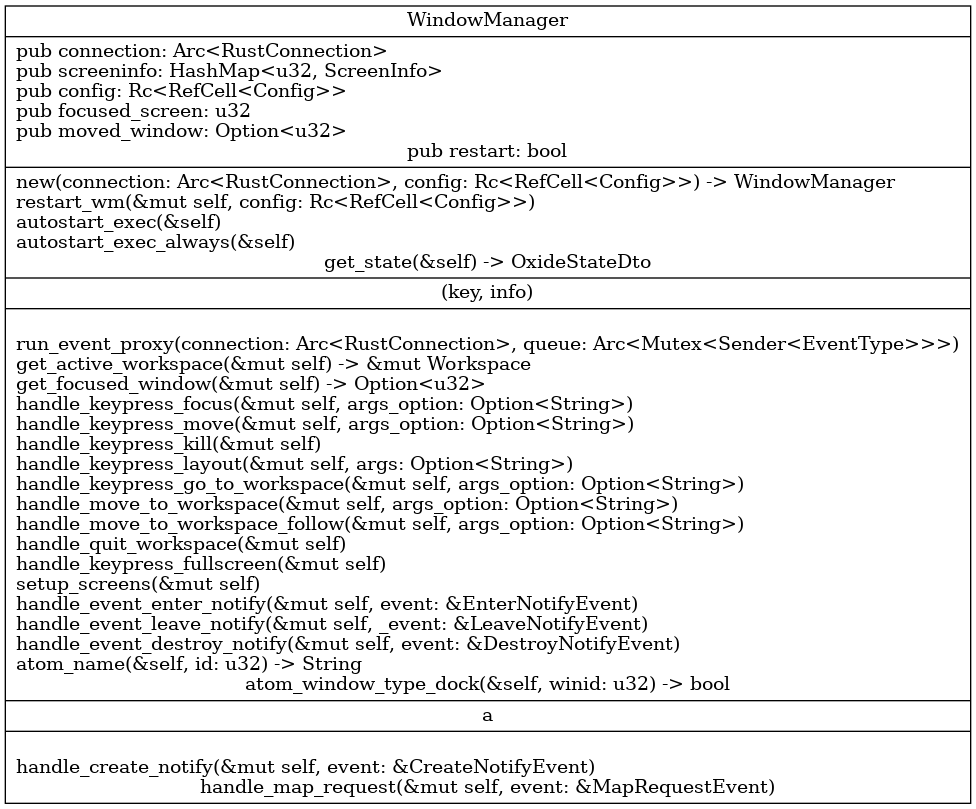 WindowManager
pub connection: Arc<RustConnection>
pub screeninfo: HashMap<u32, ScreenInfo>
pub config: Rc<RefCell<Config>>
pub focused_screen: u32
pub moved_window: Option<u32>
pub restart: bool
new(connection: Arc<RustConnection>, config: Rc<RefCell<Config>>) -> WindowManager
restart_wm(&mut self, config: Rc<RefCell<Config>>)
autostart_exec(&self)
autostart_exec_always(&self)
get_state(&self) -> OxideStateDto
(key, info)
run_event_proxy(connection: Arc<RustConnection>, queue: Arc<Mutex<Sender<EventType>>>)
get_active_workspace(&mut self) -> &mut Workspace
get_focused_window(&mut self) -> Option<u32>
handle_keypress_focus(&mut self, args_option: Option<String>)
handle_keypress_move(&mut self, args_option: Option<String>)
handle_keypress_kill(&mut self)
handle_keypress_layout(&mut self, args: Option<String>)
handle_keypress_go_to_workspace(&mut self, args_option: Option<String>)
handle_move_to_workspace(&mut self, args_option: Option<String>)
handle_move_to_workspace_follow(&mut self, args_option: Option<String>)
handle_quit_workspace(&mut self)
handle_keypress_fullscreen(&mut self)
setup_screens(&mut self)
handle_event_enter_notify(&mut self, event: &EnterNotifyEvent)
handle_event_leave_notify(&mut self, _event: &LeaveNotifyEvent)
handle_event_destroy_notify(&mut self, event: &DestroyNotifyEvent)
atom_name(&self, id: u32) -> String
atom_window_type_dock(&self, winid: u32) -> bool
a
handle_create_notify(&mut self, event: &CreateNotifyEvent)
handle_map_request(&mut self, event: &MapRequestEvent)